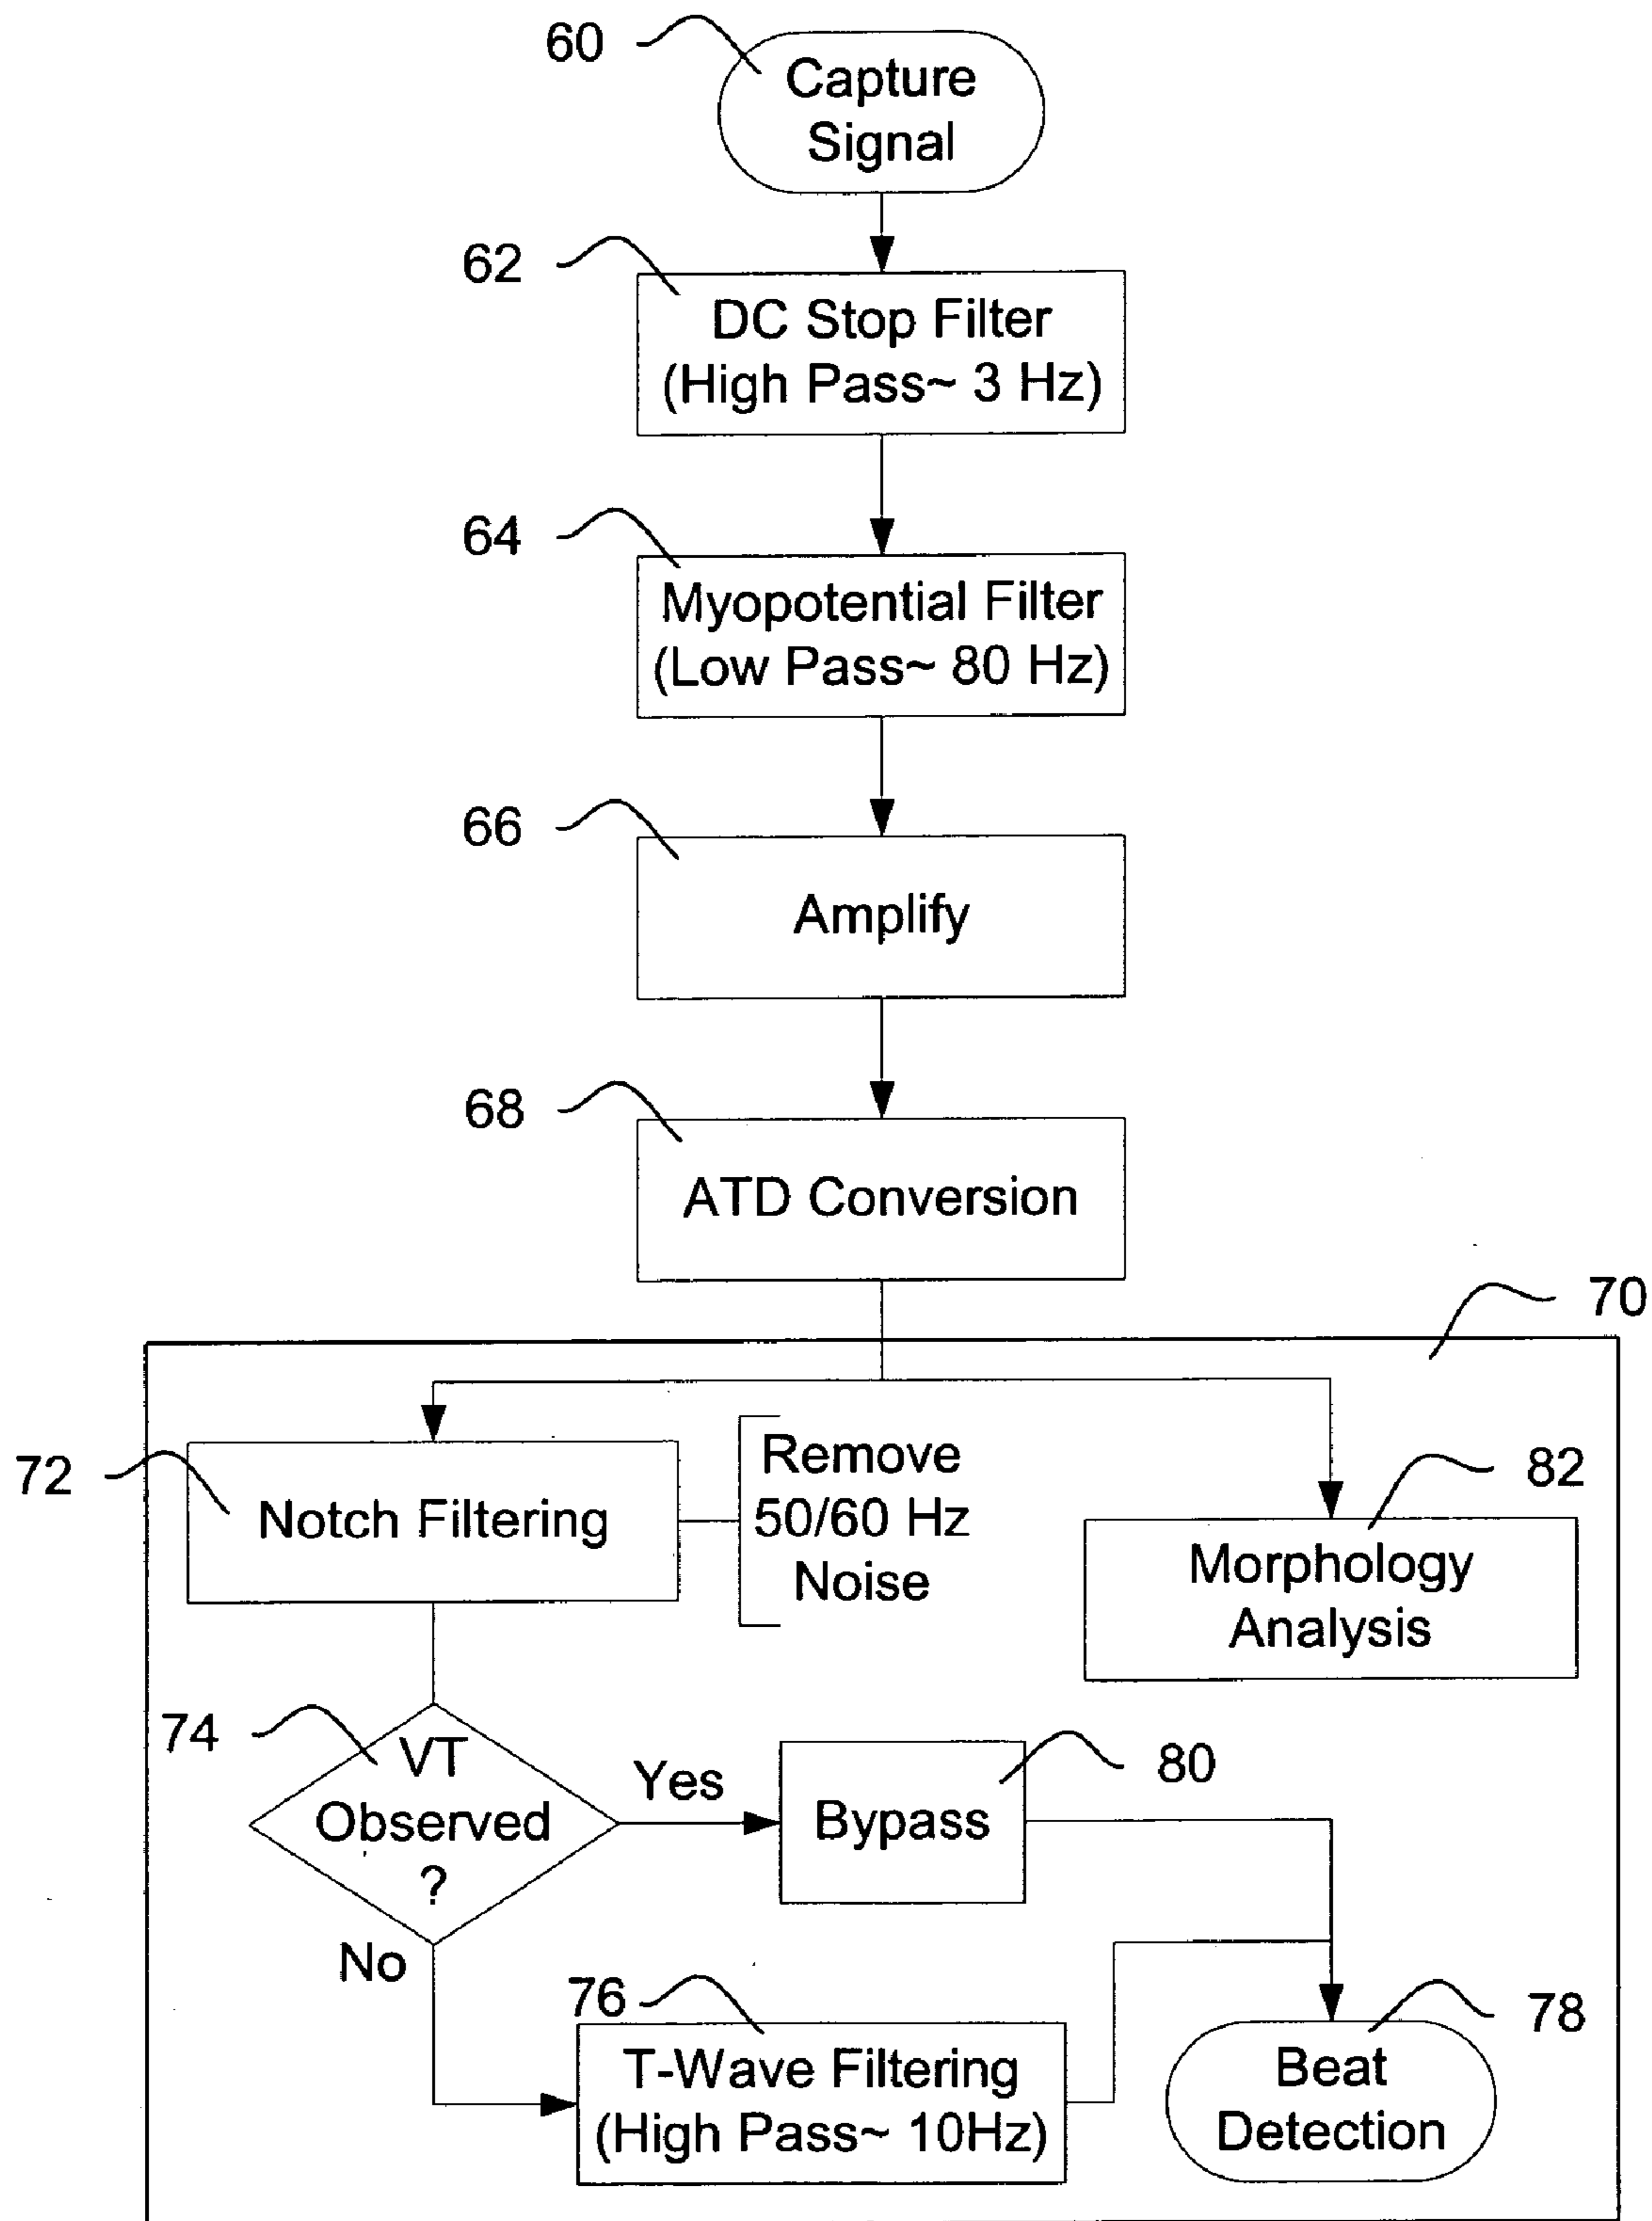 60
Capture
Signal
62
DC Stop Filter
(High Pass~ 3 Hz)
64
Myopotential Filter
(Low Pass~ 80 Hz)
66
Amplify
68
ATD Conversion
70
72
Notch Filtering
Remove
50/60 Hz
Noise
82
Morphology
Analysis
74
VT
Observed
?
Yes
80
Bypass
No
76
T-Wave Filtering
(High Pass~ 10Hz)
78
Beat
Detection